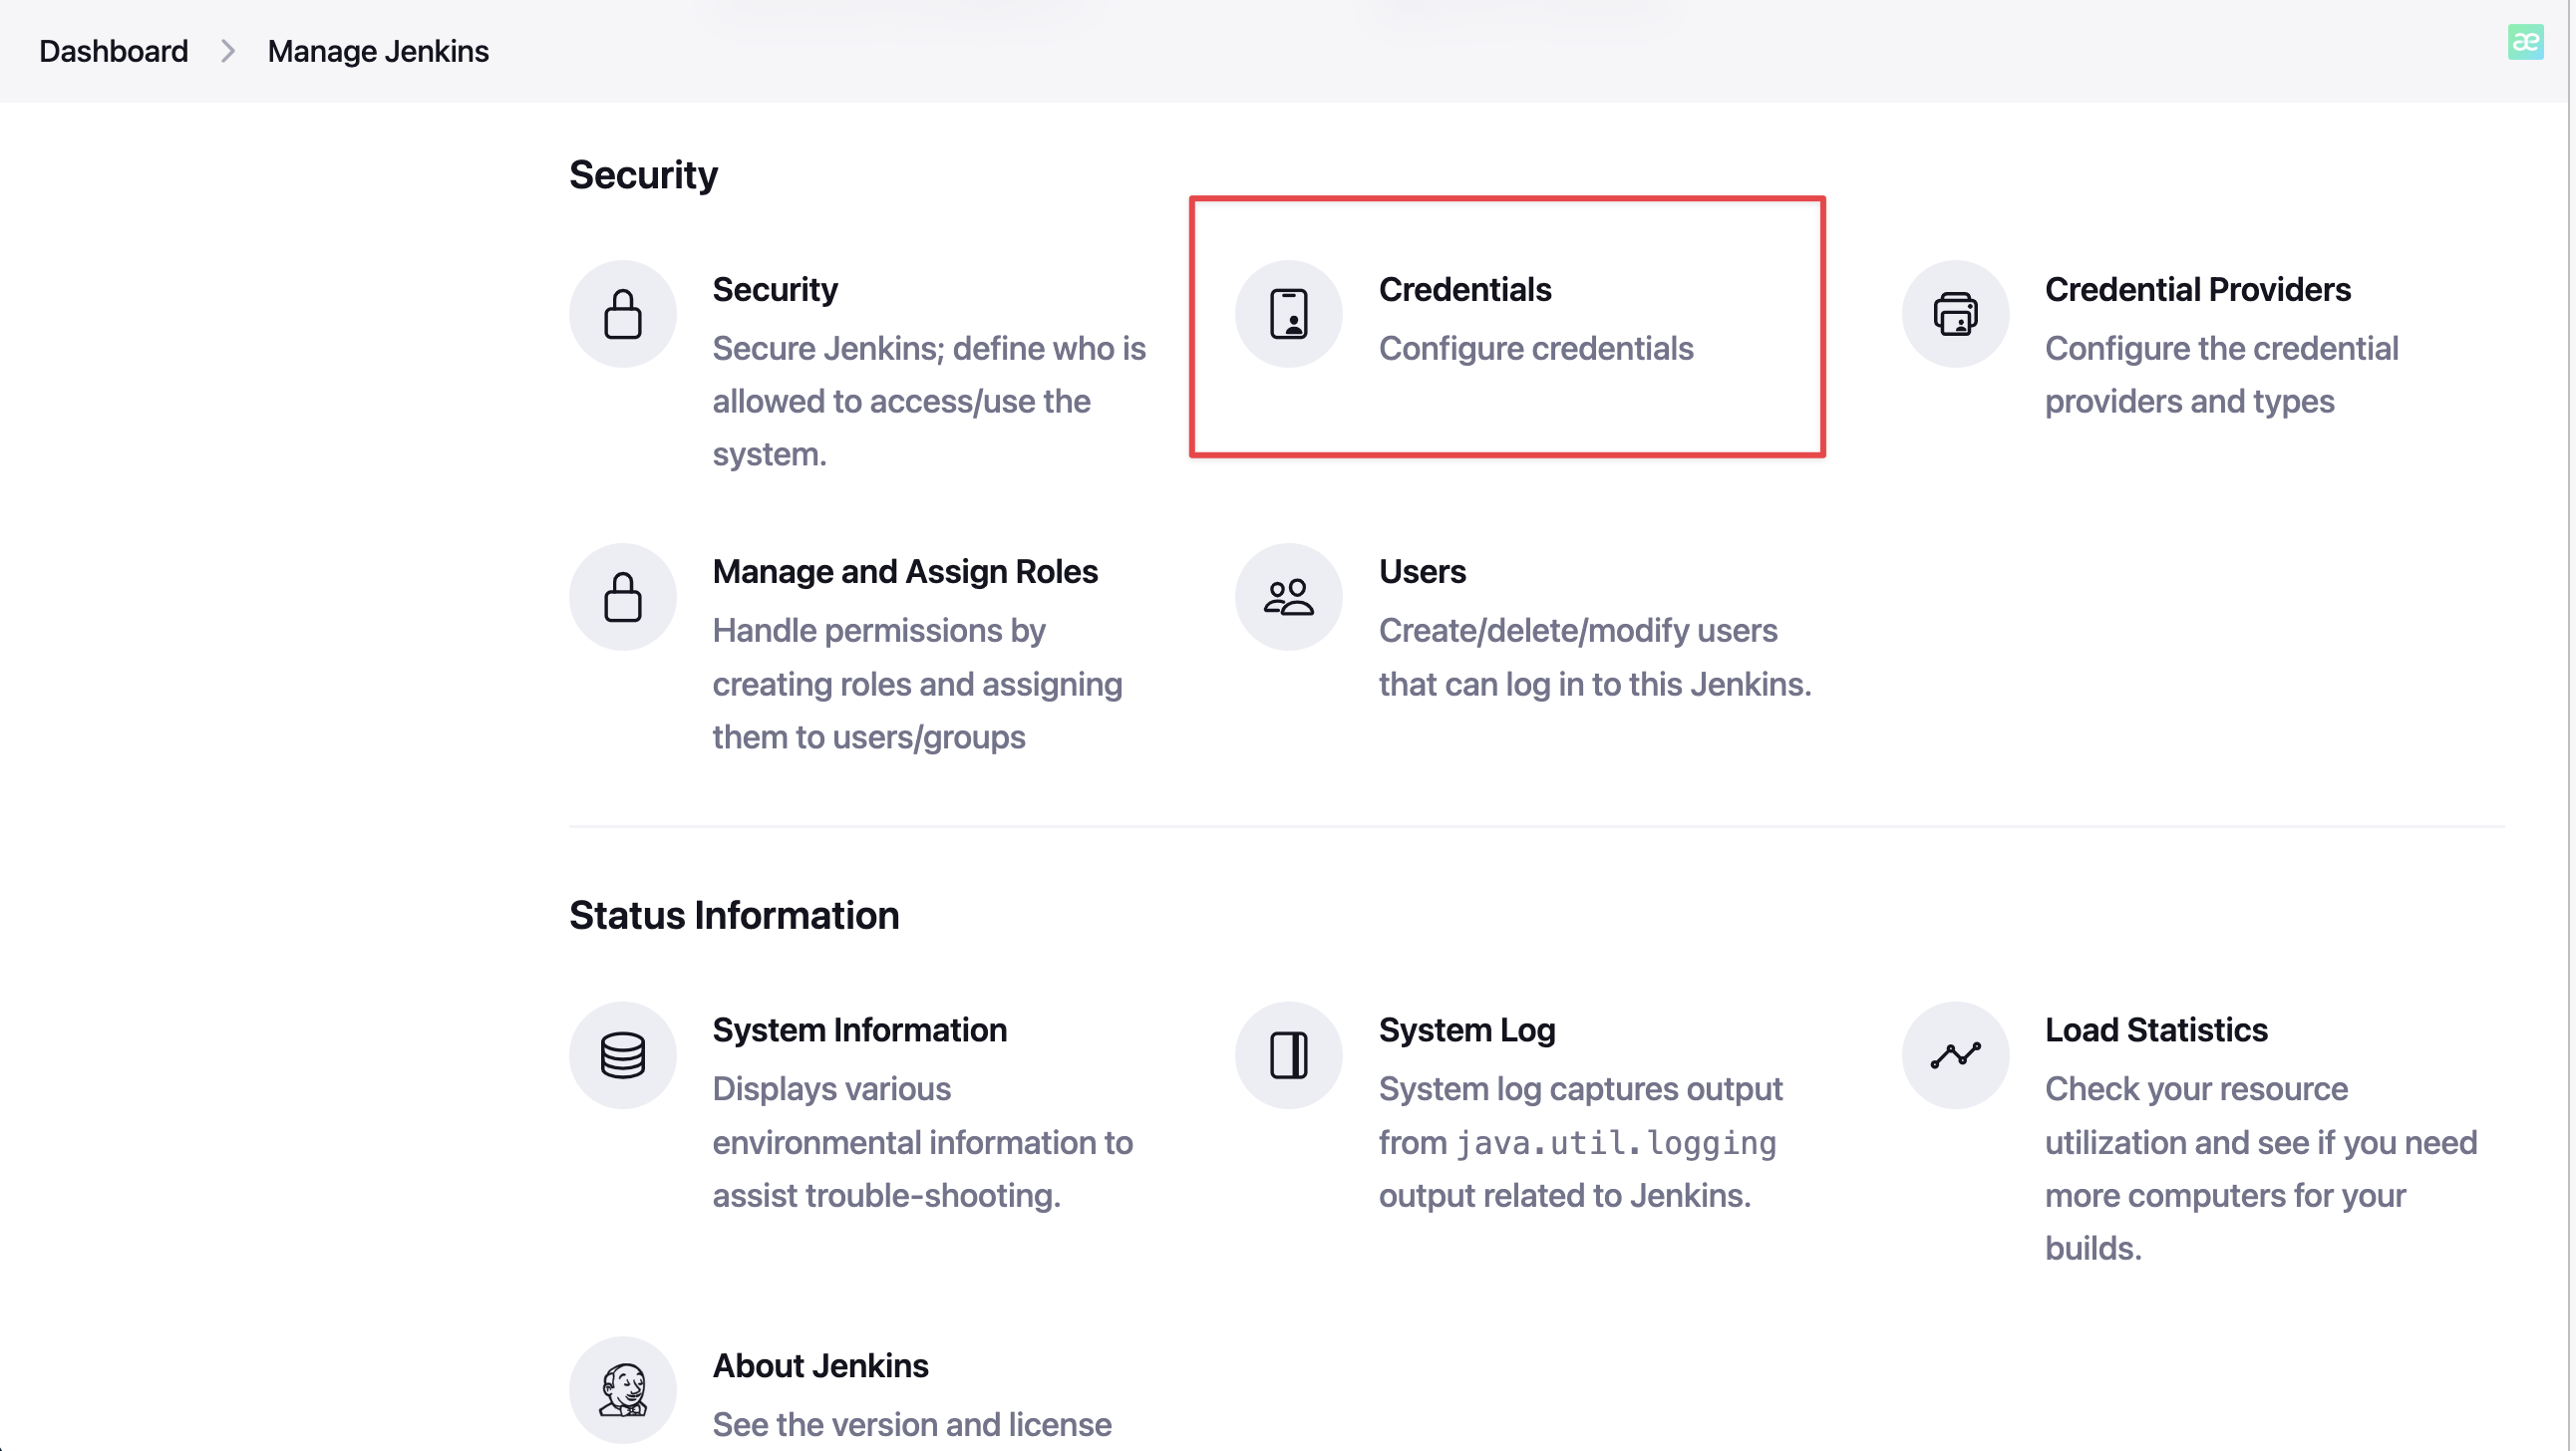 Dashboard > Manage Jenkins
æ
Security
Security
Secure Jenkins; define who is
allowed to access/use the
system.
Credentials
Configure credentials
Credential Providers
Configure the credential
providers and types
Manage and Assign Roles
Handle permissions by
creating roles and assigning
them to users/groups
Users
Create/delete/modify users
that can log in to this Jenkins.
Status Information
System Information
Displays various
environmental information to
assist trouble-shooting.
System Log
System log captures output
from java.util.logging
output related to Jenkins.
Load Statistics
Check your resource
utilization and see if you need
more computers for your
builds.
About Jenkins
See the version and license